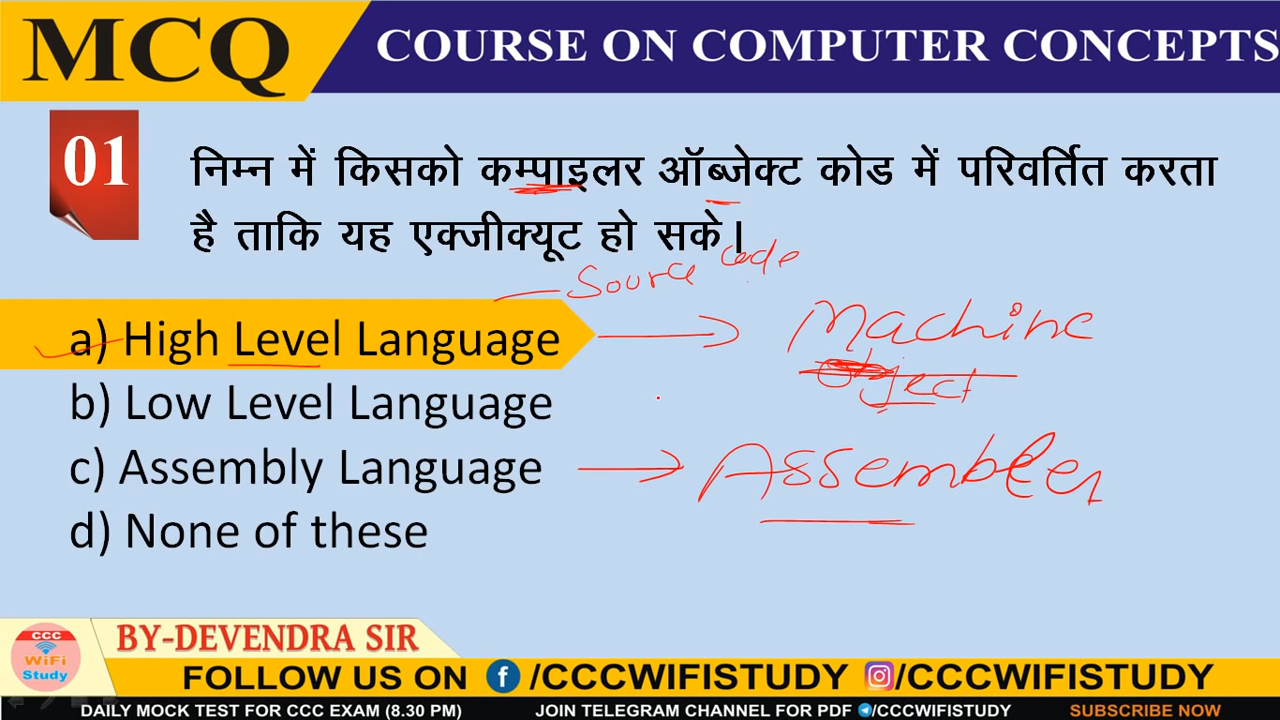 MCQ
COURSE ON COMPUTER CONCEPTS
01
निम्न में किसको कम्पाइलर ऑब्जेक्ट कोड में परिवर्तित करता
है ताकि यह एक्जीक्यूट हो सके।
Source Code
a) High Level Language
Machine
Object
b) Low Level Language
c) Assembly Language
Assembler
d) None of these
CCC
WiFi
Study
BY-DEVENDRA SIR
FOLLOW US ON /CCCWIFISTUDY /CCCWIFISTUDY
DAILY MOCK TEST FOR CCC EXAM (8.30 PM) JOIN TELEGRAM CHANNEL FOR PDF /CCCWIFISTUDY SUBSCRIBE NOW